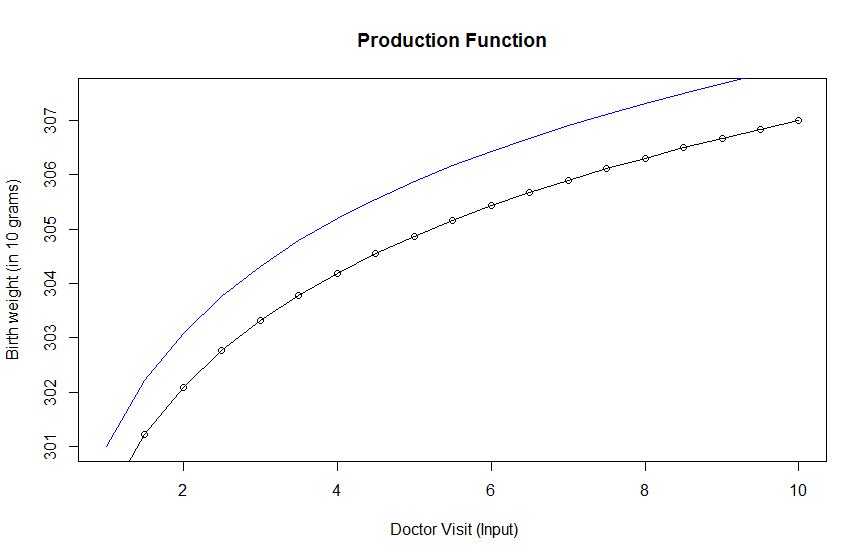 Production Function
Birth weight (in 10 grams)
307
306
305
304
303
302
301
2 4 6 8 10
Doctor Visit (Input)